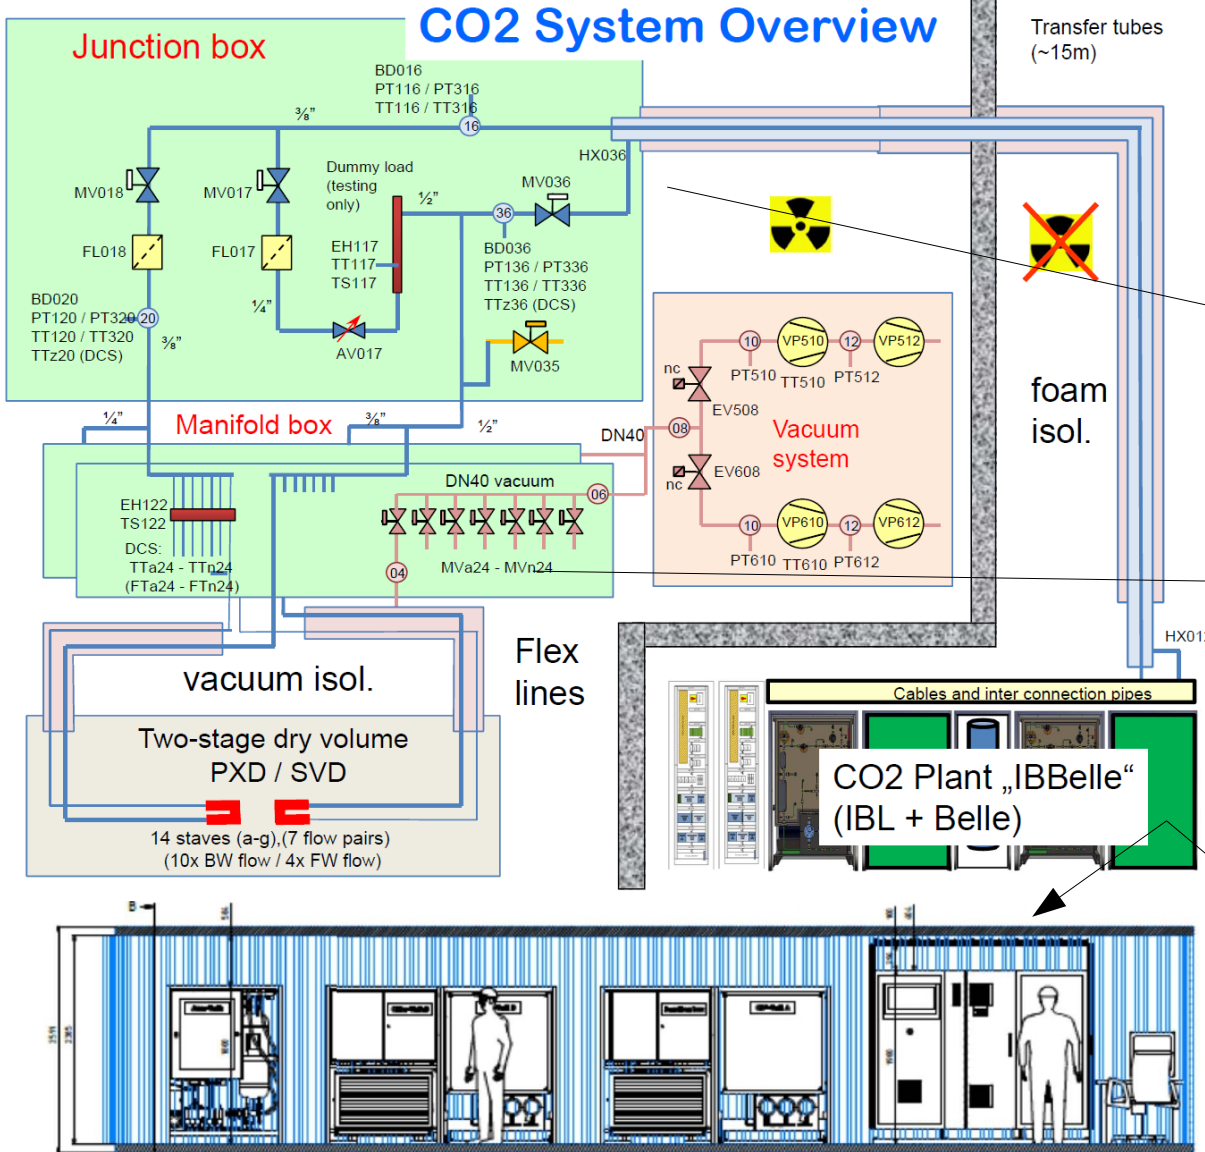 CO2 System Overview
Junction box
Transfer tubes
(~15m)
BD016
PT116 / PT316
TT116 / TT316
⅜”
16
HX036
MV018
MV017
Dummy load
(testing
only)
½”
MV036
36
FL018
FL017
EH117
TT117
TS117
BD036
PT136 / PT336
TT136 / TT336
TTz36 (DCS)
BD020
PT120 / PT320
TT120 / TT320
TTz20 (DCS)
20
⅜”
¼”
AV017
MV035
10
VP510
12
VP512
nc
PT510
TT510
PT512
EV508
foam
isol.
¼”
Manifold box
⅜”
½”
DN40
08
Vacuum
system
EV608
nc
DN40 vacuum
06
EH122
TS122
10
VP610
12
VP612
DCS:
TTa24 - TTn24
(FTa24 - FTn24)
04
MVa24 - MVn24
PT610
TT610
PT612
Flex
lines
HX012
vacuum isol.
Cables and inter connection pipes
Two-stage dry volume
PXD / SVD
CO2 Plant „IBBelle“
(IBL + Belle)
14 staves (a-g),(7 flow pairs)
(10x BW flow / 4x FW flow)